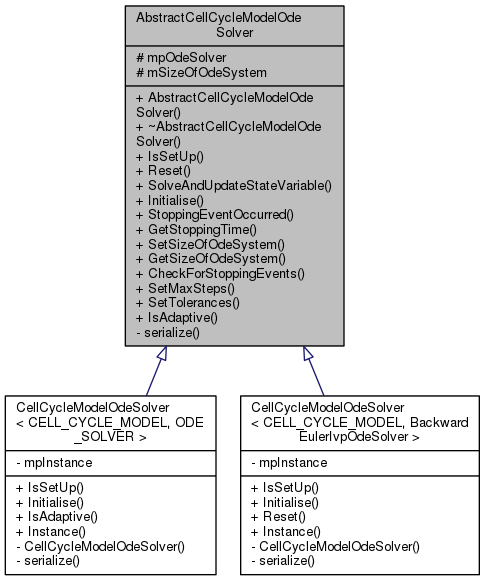 AbstractCellCycleModelOde
Solver
# mpOdeSolver
# mSizeOfOdeSystem
+ AbstractCellCycleModelOde
Solver()
+ ~AbstractCellCycleModelOde
Solver()
+ IsSetUp()
+ Reset()
+ SolveAndUpdateStateVariable()
+ Initialise()
+ StoppingEventOccurred()
+ GetStoppingTime()
+ SetSizeOfOdeSystem()
+ GetSizeOfOdeSystem()
+ CheckForStoppingEvents()
+ SetMaxSteps()
+ SetTolerances()
+ IsAdaptive()
- serialize()
CellCycleModelOdeSolver
< CELL_CYCLE_MODEL, ODE
_SOLVER >
- mpInstance
+ IsSetUp()
+ Initialise()
+ IsAdaptive()
+ Instance()
- CellCycleModelOdeSolver()
- serialize()
CellCycleModelOdeSolver
< CELL_CYCLE_MODEL, Backward
EulerIvpOdeSolver >
- mpInstance
+ IsSetUp()
+ Initialise()
+ Reset()
+ Instance()
- CellCycleModelOdeSolver()
- serialize()